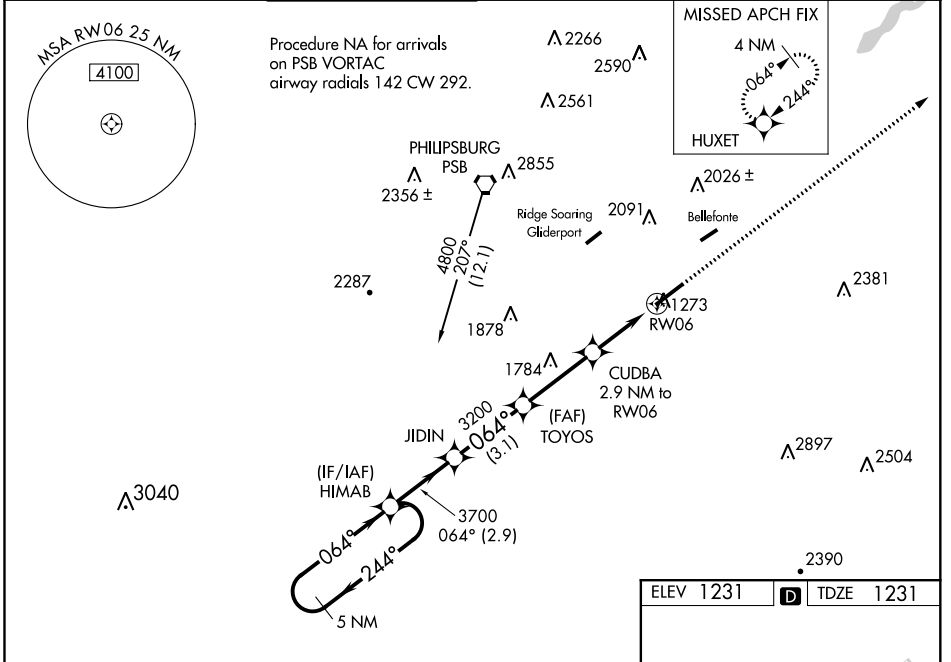 MSA RW06 25 NM
4100
Procedure NA for arrivals
on PSB VORTAC
airway radials 142 CW 292.
2266
2590
2561
MISSED APCH FIX
4 NM
064°
244°
HUXET
PHILIPSBURG
PSB
2855
2356 ±
2026 ±
Ridge Soaring
Gliderport
2091
Bellefonte
4800
207°
(12.1)
2287
2381
1273
RW06
1878
1784
CUDBA
2.9 NM to
RW06
(FAF)
TOYOS
3200
064°
(3.1)
JIDIN
(IF/IAF)
HIMAB
3040
2897
2504
3700
064° (2.9)
064°
244°
5 NM
2390
ELEV 1231
D
TDZE 1231